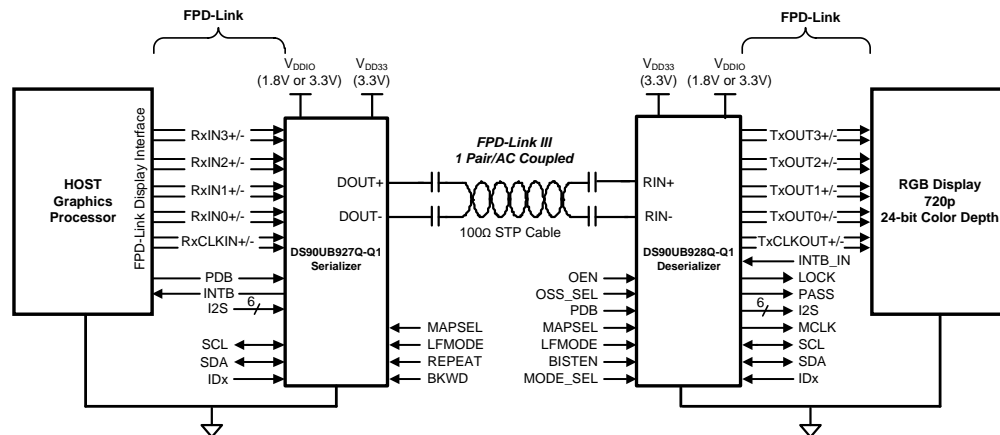 FPD-Link
FPD-Link
VDDIO
(1.8V or 3.3V)
VDD33
(3.3V)
VDD33
(3.3V)
VDDIO
(1.8V or 3.3V)
HOST
Graphics
Processor
FPD-Link Display Interface
RxIN3+/-
RxIN2+/-
RxIN1+/-
RxIN0+/-
RxCLKIN+/-
PDB
INTB
I2S
6
SCL
SDA
IDx
DOUT+
DOUT-
DS90UB927Q-Q1
Serializer
MAPSEL
LFMODE
REPEAT
BKWD
FPD-Link III
1 Pair/AC Coupled
100Ω STP Cable
RIN+
RIN-
DS90UB928Q-Q1
Deserializer
OEN
OSS_SEL
PDB
MAPSEL
LFMODE
BISTEN
MODE_SEL
TxOUT3+/-
TxOUT2+/-
TxOUT1+/-
TxOUT0+/-
TxCLKOUT+/-
INTB_IN
LOCK
PASS
6
I2S
MCLK
SCL
SDA
IDx
RGB Display
720p
24-bit Color Depth